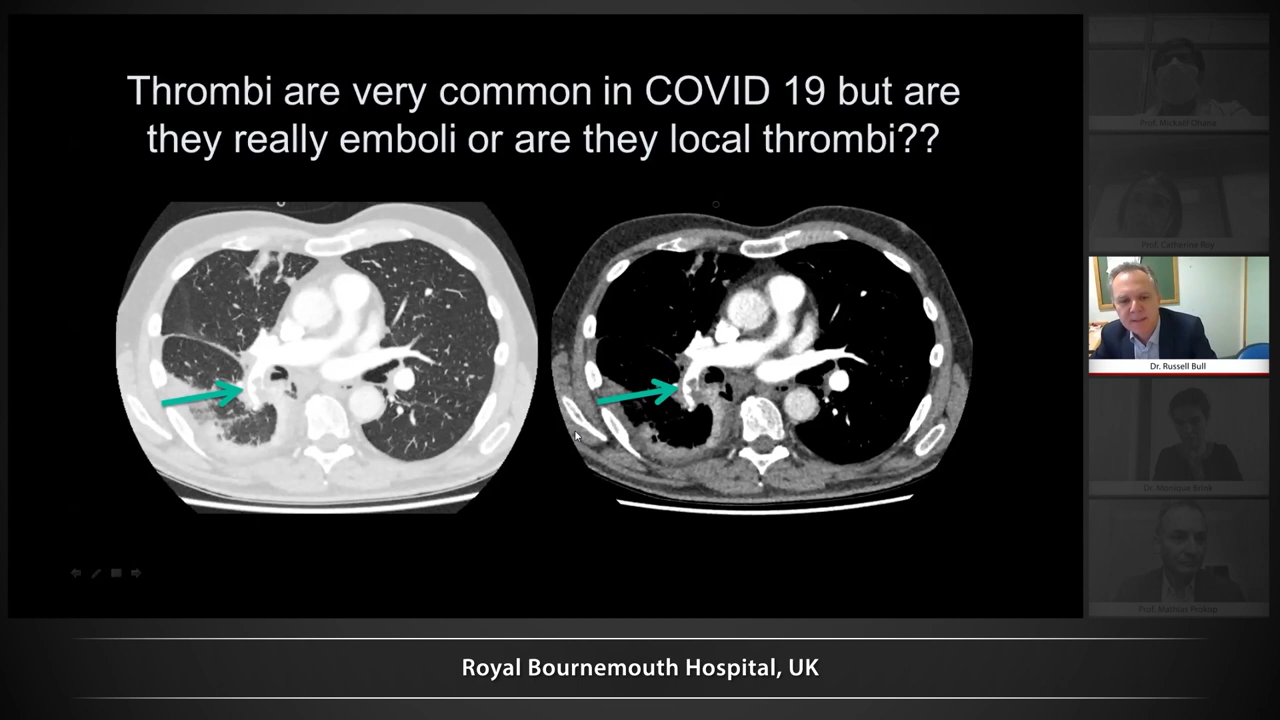 Thrombi are very common in COVID 19 but are
they really emboli or are they local thrombi??
Prof. Mickaël Ohana
Prof. Catherine Roy
Dr. Russell Bull
Dr. Monique Brink
Prof. Mathias Prokop
Royal Bournemouth Hospital, UK